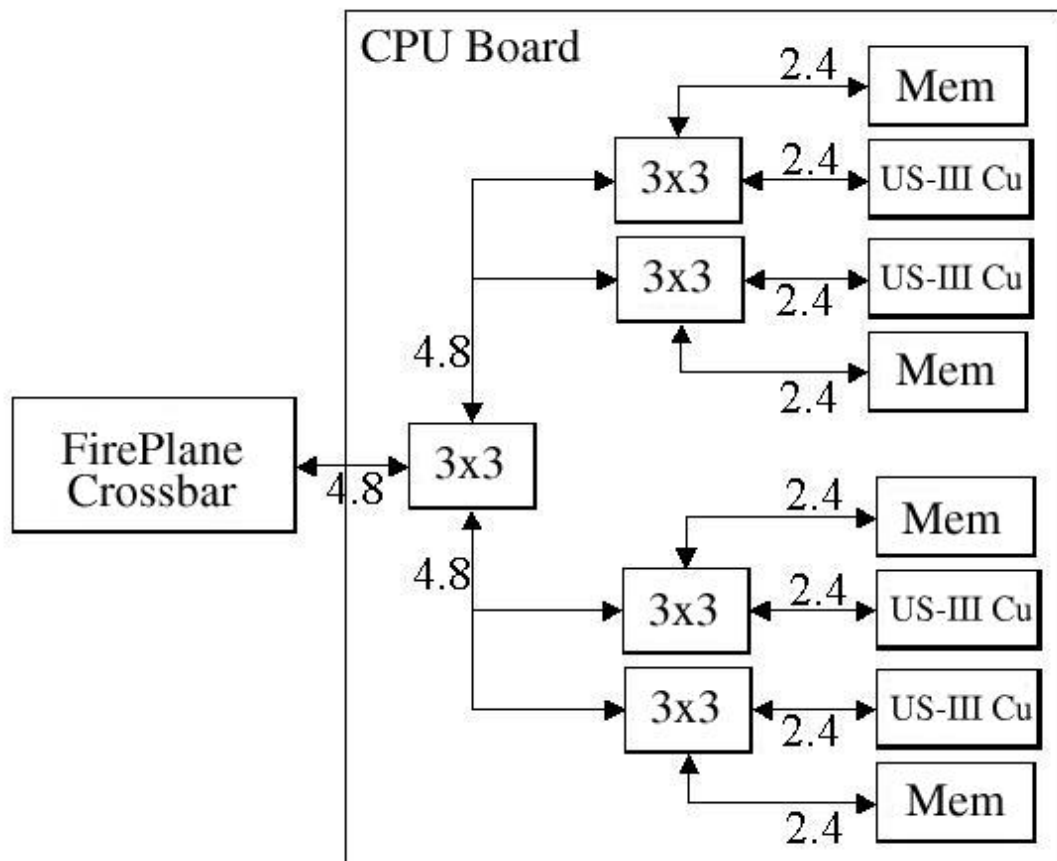 CPU Board
2.4
Mem
3x3
2.4
US-III Cu
3x3
2.4
US-III Cu
4.8
2.4
Mem
FirePlane
Crossbar
4.8
3x3
2.4
Mem
4.8
3x3
2.4
US-III Cu
3x3
2.4
US-III Cu
2.4
Mem